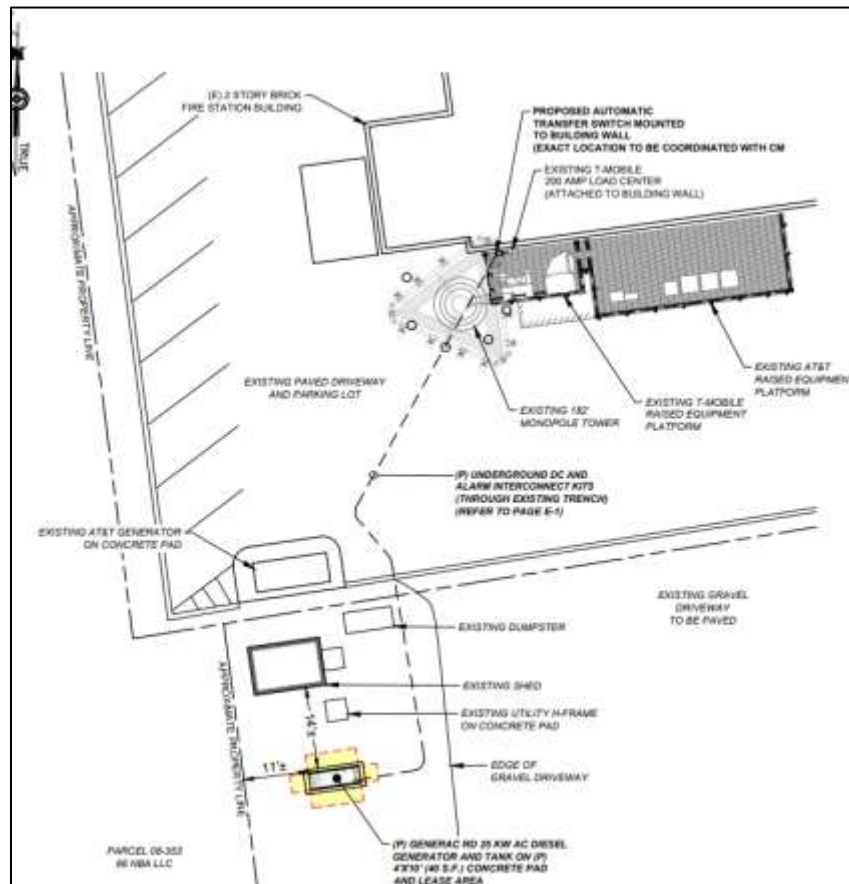 N
TRUE
(E) 2 STORY BRICK
FIRE STATION BUILDING
PROPOSED AUTOMATIC
TRANSFER SWITCH MOUNTED
TO BUILDING WALL
(EXACT LOCATION TO BE COORDINATED WITH CM
EXISTING T-MOBILE
200 AMP LOAD CENTER
(ATTACHED TO BUILDING WALL)
APPROXIMATE PROPERTY LINE
EXISTING PAVED DRIVEWAY
AND PARKING LOT
EXISTING 182'
MONOPOLE TOWER
EXISTING T-MOBILE
RAISED EQUIPMENT
PLATFORM
EXISTING AT&T
RAISED EQUIPMENT
PLATFORM
(P) UNDERGROUND DC AND
ALARM INTERCONNECT KITS
(THROUGH EXISTING TRENCH)
(REFER TO PAGE E-1)
EXISTING AT&T GENERATOR
ON CONCRETE PAD
EXISTING GRAVEL
DRIVEWAY
TO BE PAVED
EXISTING DUMPSTER
EXISTING SHED
EXISTING UTILITY H-FRAME
ON CONCRETE PAD
APPROXIMATE PROPERTY LINE
14'±
11'±
EDGE OF
GRAVEL DRIVEWAY
PARCEL 06-353
86 NBA LLC
(P) GENERAC RD 25 KW AC DIESEL
GENERATOR AND TANK ON (P)
4'X10' (40 S.F.) CONCRETE PAD
AND LEASE AREA